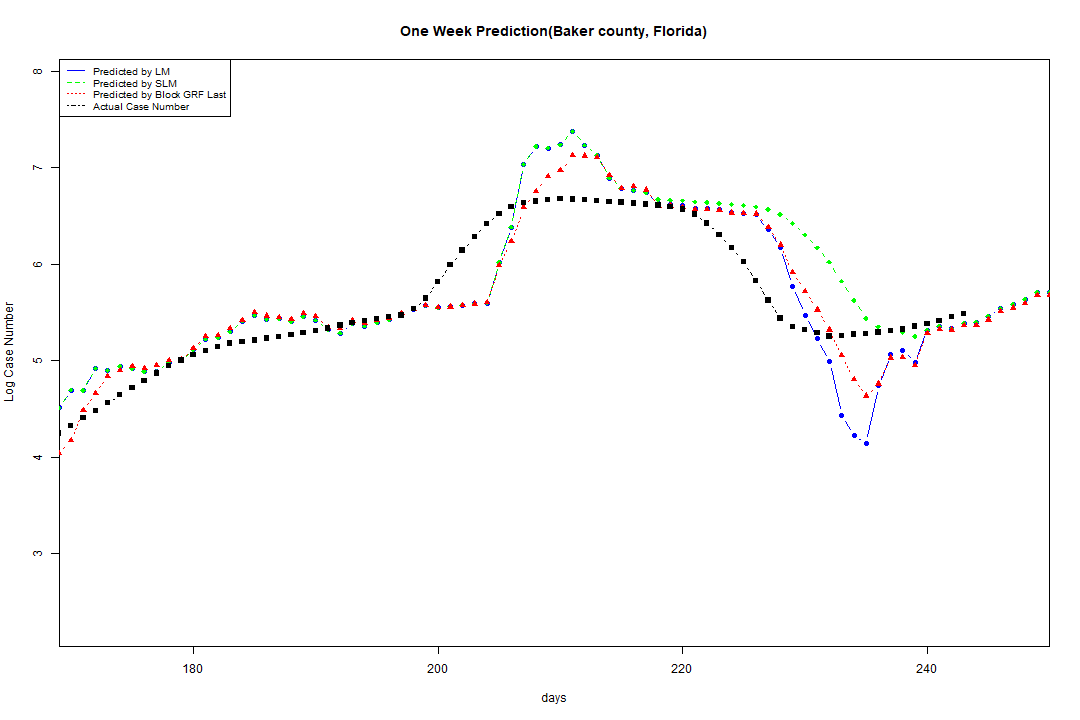 One Week Prediction(Baker county, Florida)
Predicted by LM
Predicted by SLM
Predicted by Block GRF Last
Actual Case Number
8
7
6
5
4
3
Log Case Number
180 200 220 240
days